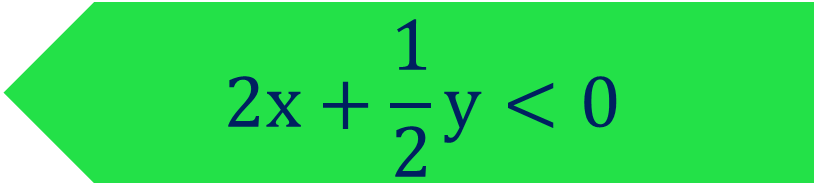 2x + 1/2 y < 0